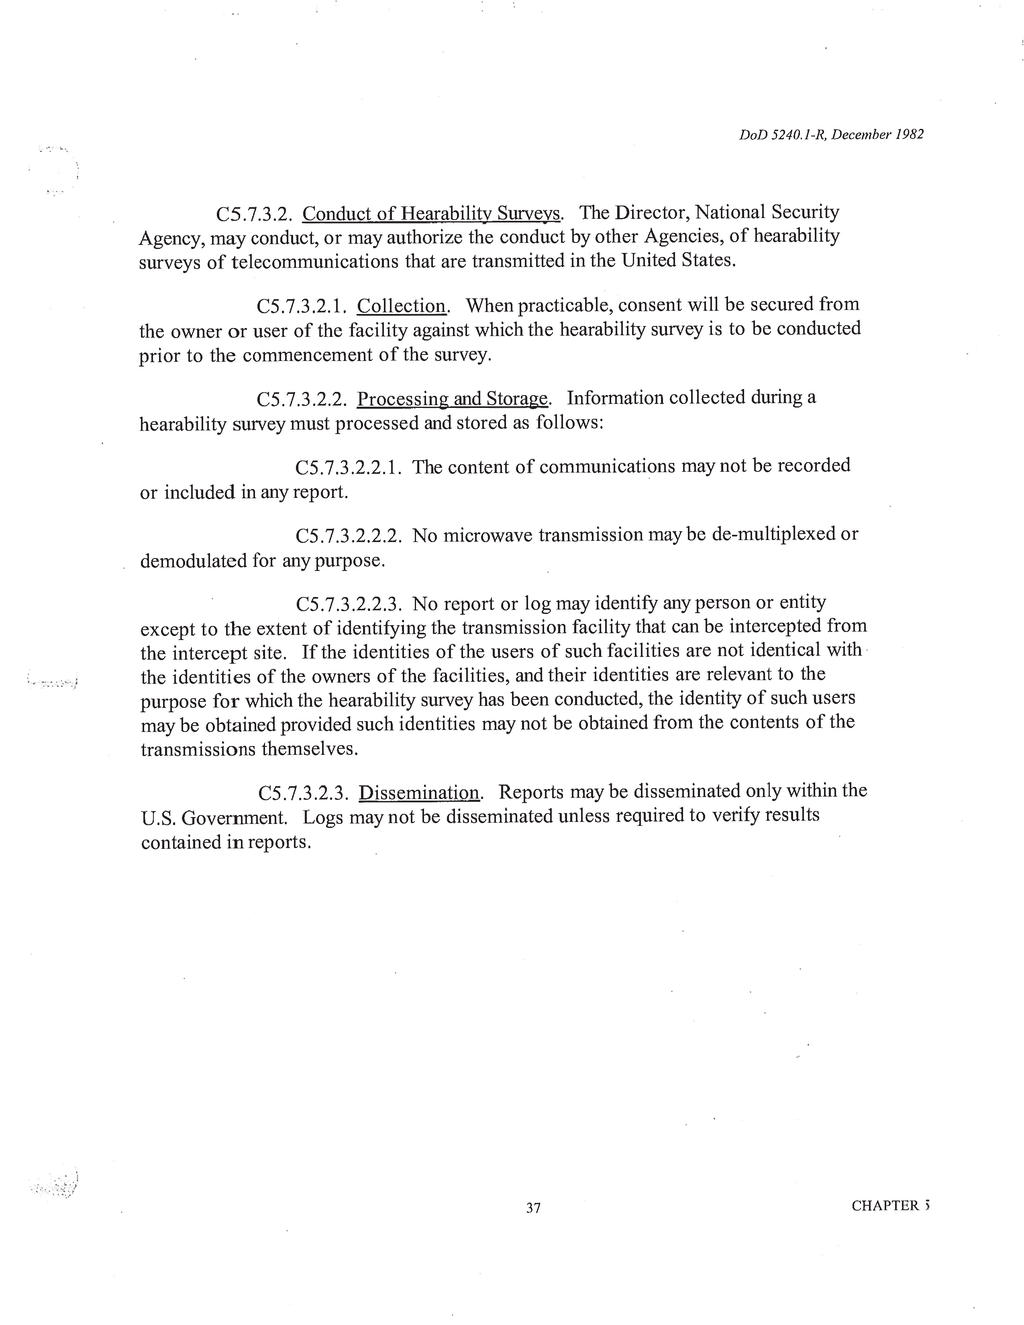 DoD 5240.1-R, December 1982
C5.7.3.2. Conduct of Hearability Surveys. The Director, National Security
Agency, may conduct, or may authorize the conduct by other Agencies, of hearability
surveys of telecommunications that are transmitted in the United States.
C5.7.3.2.1. Collection. When practicable, consent will be secured from
the owner or user of the facility against which the hearability survey is to be conducted
prior to the commencement of the survey.
C5.7.3.2.2. Processing and Storage. Information collected during a
hearability survey must processed and stored as follows:
C5.7.3.2.2.1. The content of communications may not be recorded
or included in any report.
C5.7.3.2.2.2. No microwave transmission may be de-multiplexed or
demodulated for any purpose.
C5.7.3.2.2.3. No report or log may identify any person or entity
except to the extent of identifying the transmission facility that can be intercepted from
the intercept site. If the identities of the users of such facilities are not identical with
the identities of the owners of the facilities, and their identities are relevant to the
purpose for which the hearability survey has been conducted, the identity of such users
may be obtained provided such identities may not be obtained from the contents of the
transmissions themselves.
C5.7.3.2.3. Dissemination. Reports may be disseminated only within the
U.S. Government. Logs may not be disseminated unless required to verify results
contained in reports.
37
CHAPTER 5